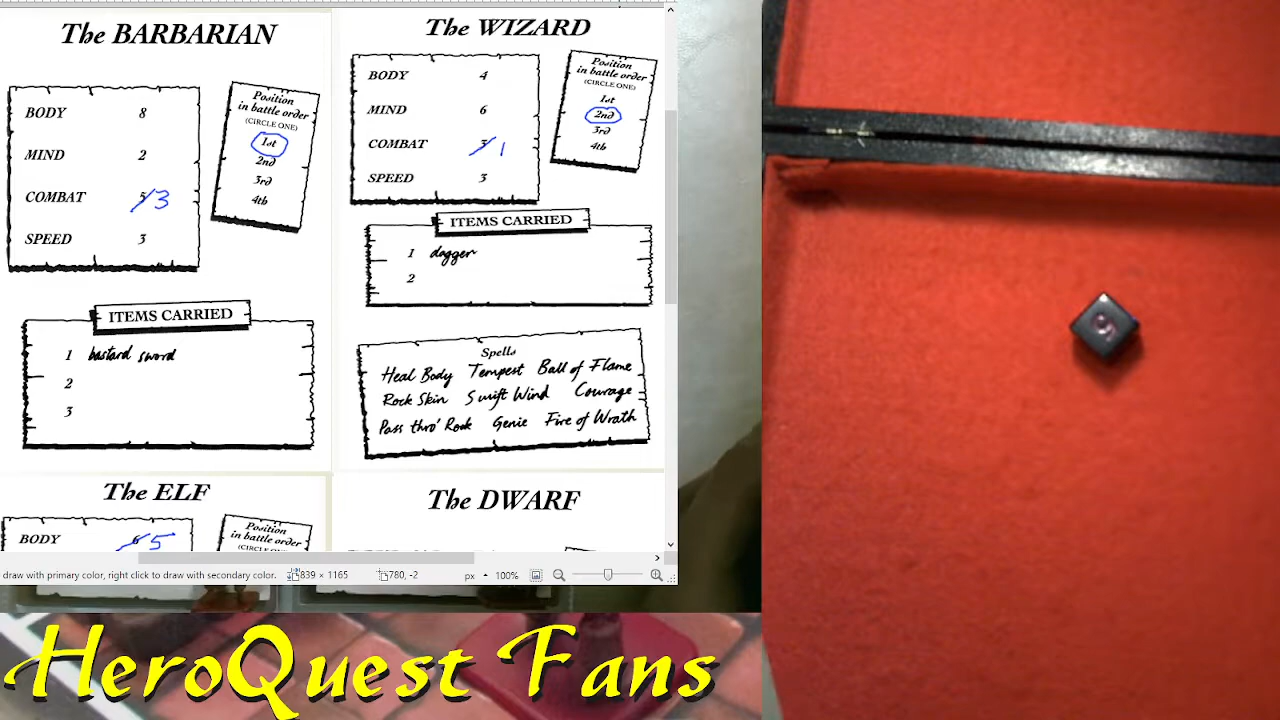 The BARBARIAN
BODY 8
MIND 2
COMBAT 5 3
SPEED 3
Position
in battle order
(CIRCLE ONE)
1st
2nd
3rd
4th
ITEMS CARRIED
1 bastard sword
2
3
The WIZARD
BODY 4
MIND 6
COMBAT 3 1
SPEED 3
Position
in battle order
(CIRCLE ONE)
1st
2nd
3rd
4th
ITEMS CARRIED
1 dagger
2
Spells
Heal Body Tempest Ball of Flame
Rock Skin Swift Wind Courage
Pass thro' Rock Genie Fire of Wrath
The ELF
BODY 6 5
Position
in battle order
(CIRCLE ONE)
The DWARF
draw with primary color, right click to draw with secondary color.
839 × 1165
780, -2
px
100%
HeroQuest Fans